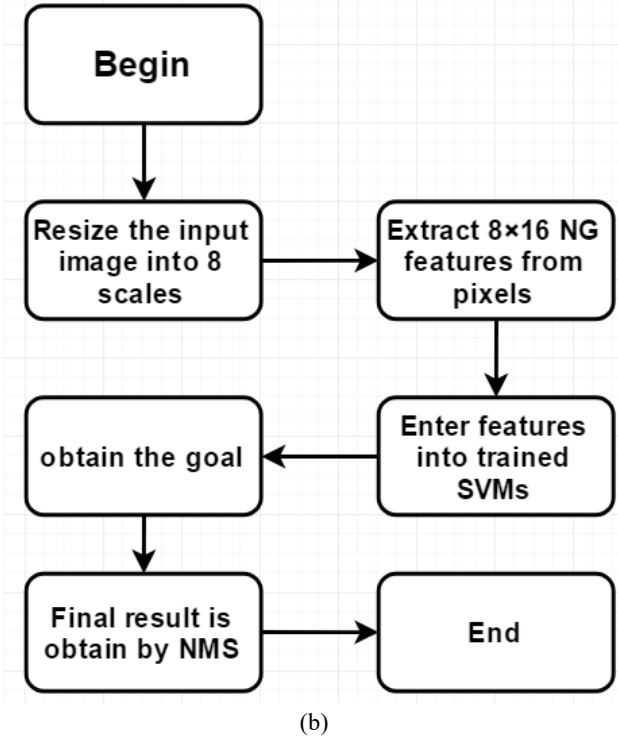 Begin
Resize the input
image into 8
scales
Extract 8×16 NG
features from
pixels
Enter features
into trained
SVMs
obtain the goal
Final result is
obtain by NMS
End
(b)